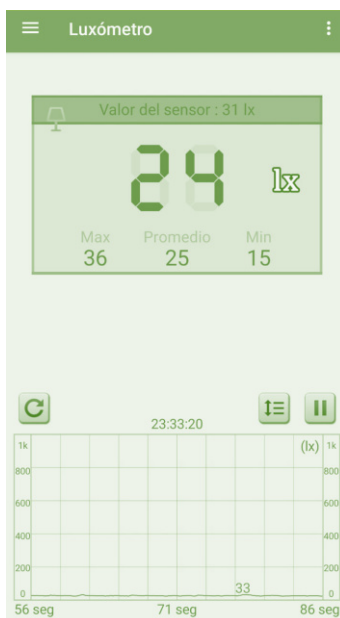 Luxómetro
Valor del sensor : 31 lx
24 lx
Max Promedio Min
36 25 15
23:33:20
1k (lx) 1k
800 800
600 600
400 400
200 200
33
0 0
56 seg 71 seg 86 seg